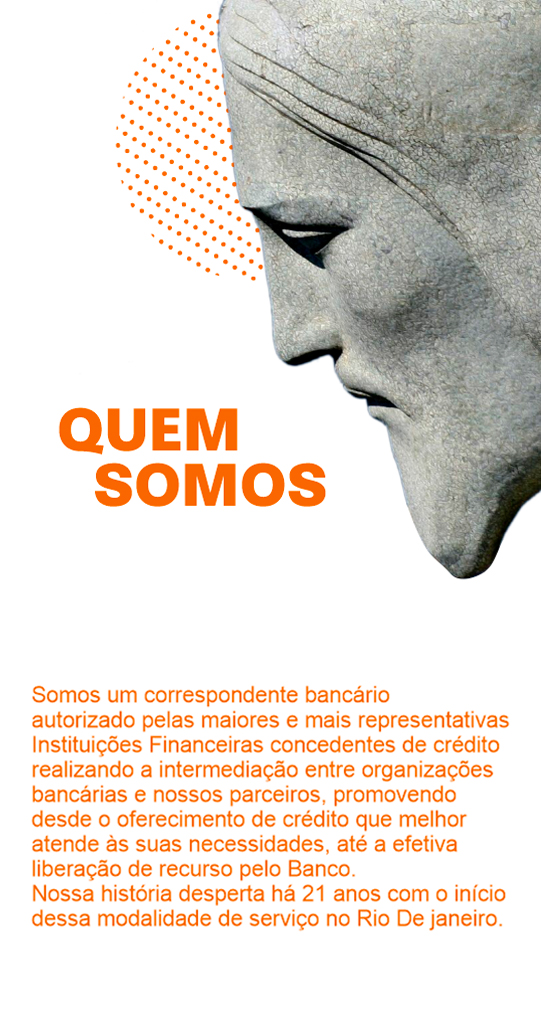 QUEM
SOMOS
Somos um correspondente bancário
autorizado pelas maiores e mais representativas
Instituições Financeiras concedentes de crédito
realizando a intermediação entre organizações
bancárias e nossos parceiros, promovendo
desde o oferecimento de crédito que melhor
atende às suas necessidades, até a efetiva
liberação de recurso pelo Banco.
Nossa história desperta há 21 anos com o início
dessa modalidade de serviço no Rio De janeiro.